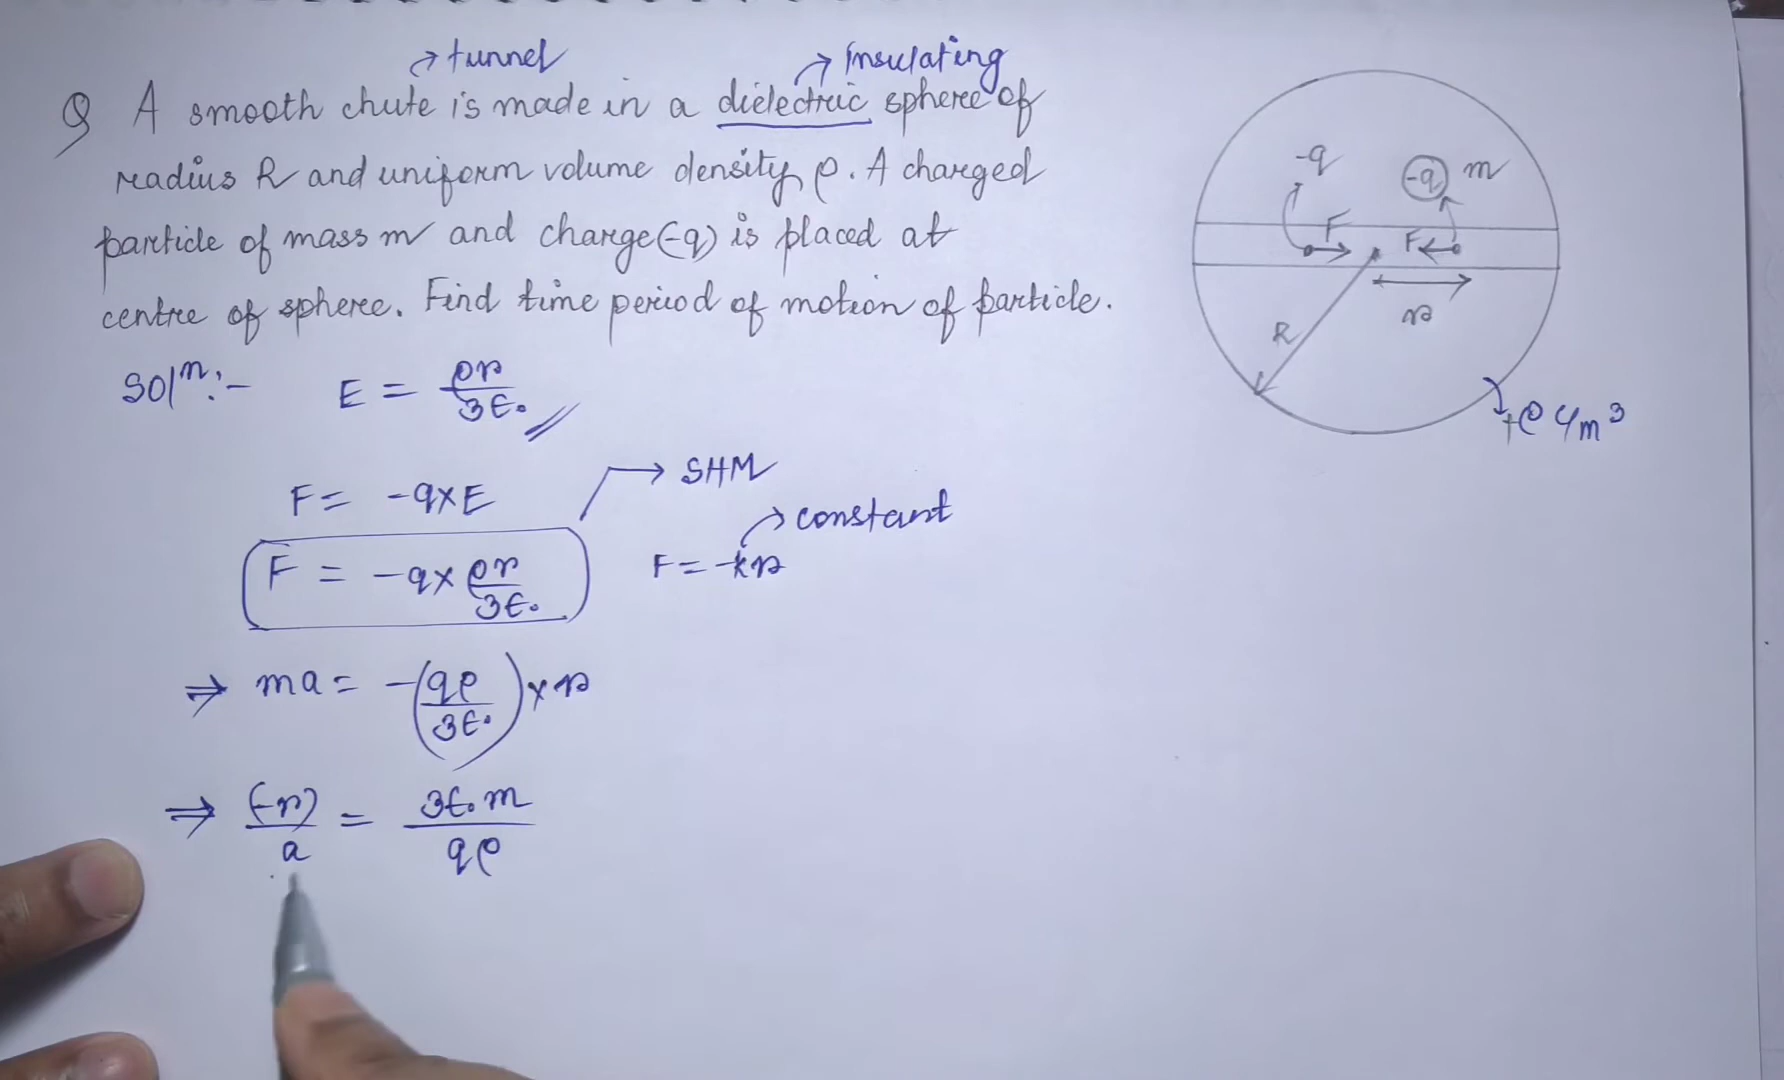 → tunnel → insulating
Q A smooth chute is made in a dielectric sphere of
radius R and uniform volume density ρ. A charged
particle of mass m and charge (-q) is placed at
centre of sphere. Find time period of motion of particle.
Solⁿ:- E = ρr/3ε₀
F = -q×E → SHM
→ constant
F = -q× ρr/3ε₀ F = -kr
⇒ ma = -(qρ/3ε₀)×r
⇒ (-r)/a = 3ε₀m/qρ
-q -q m
F F
r
R
+ρ C/m³